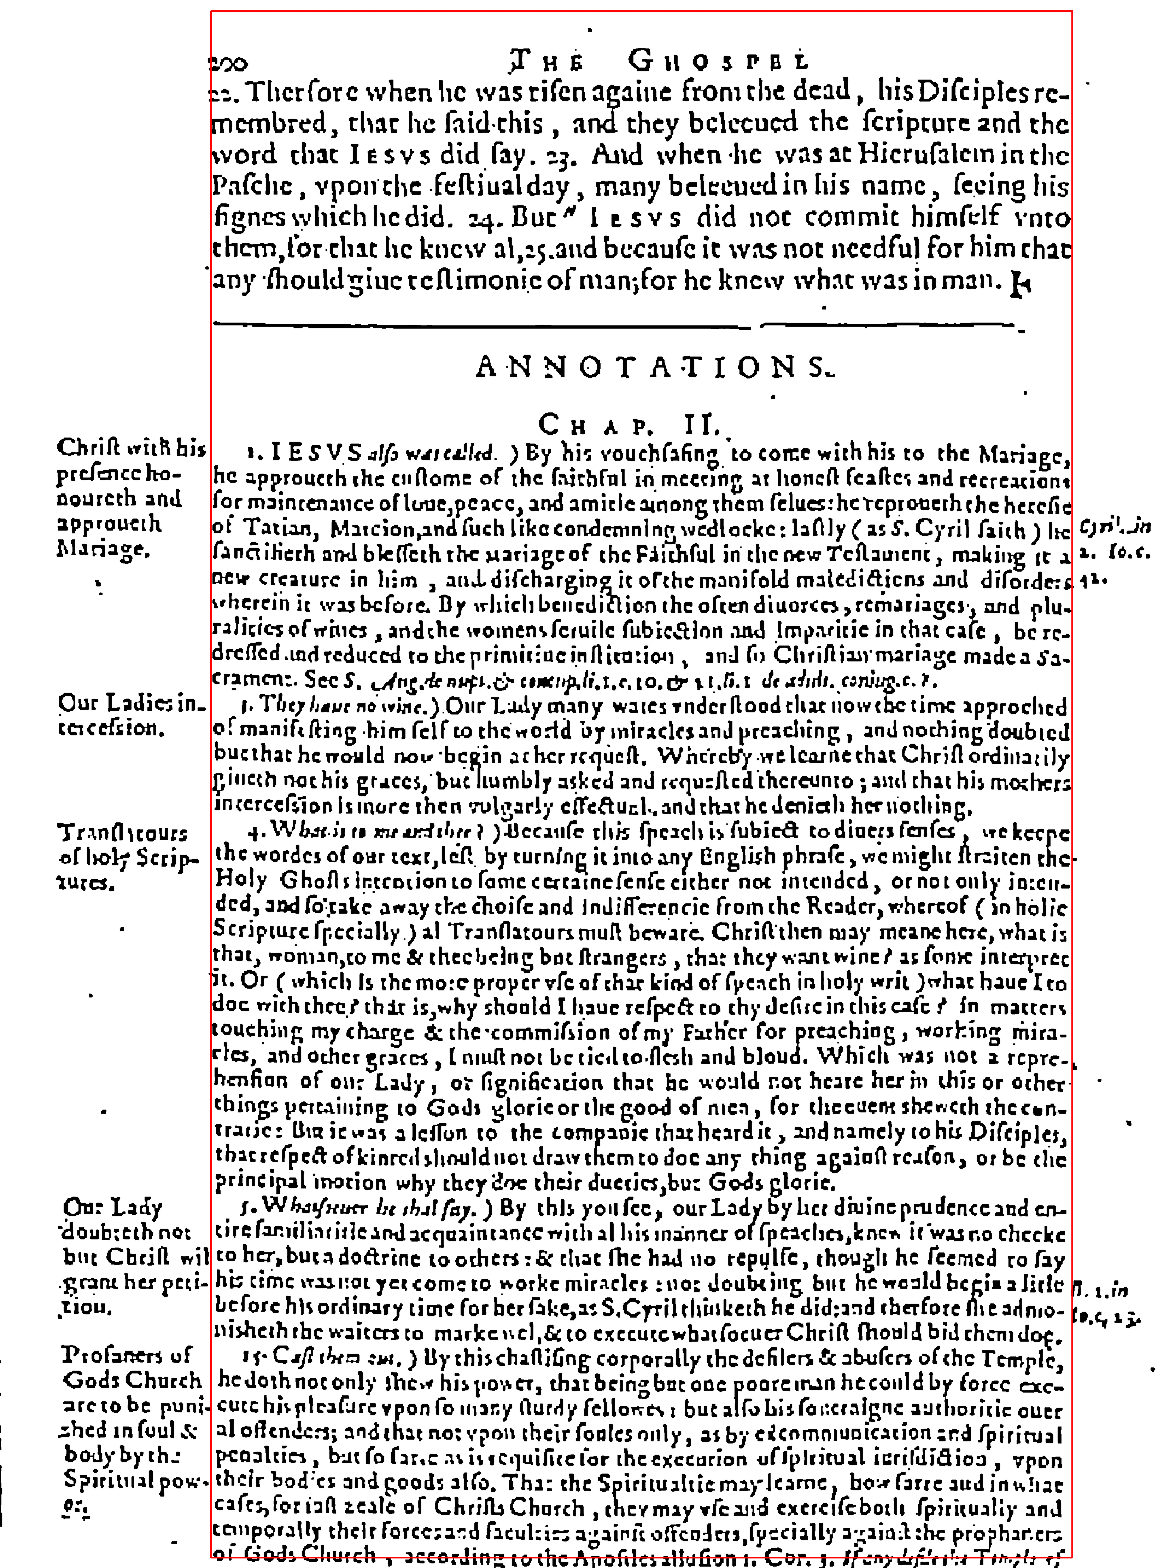 200 THE GHOSPEL
22. Therfore when he was risen againe from the dead, his Disciples re-
membred, that he said this, and they beleeued the scripture and the
word that IESVS did say. 23. And when he was at Hierusalem in the
Pasche, vpon the festiual day, many beleeued in his name, seeing his
signes which he did. 24. But " IESVS did not commit himself vnto
them, for that he knew al, 25. and because it was not needful for him that
any should giue testimonie of man; for he knew what was in man.
ANNOTATIONS.
CHAP. II.
Christ with his
presence ho-
noureth and
approueth
Mariage.
1. IESVS also was called. ) By his vouchsafing to come with his to the Mariage,
he approueth the custome of the faithful in meeting at honest feastes and recreations
for maintenance of loue, peace, and amitie among them selues: he reproueth the heresie
of Tatian, Marcion, and such like condemning wedlocke: lastly ( as S. Cyril saith ) he
sanctifieth and blesseth the mariage of the Faithful in the new Testament, making it a
new creature in him, and discharging it of the manifold maledictions and disorders
wherein it was before. By which benediction the often diuorces, remariages, and plu-
ralities of wiues, and the womens seruile subiection and imparitie in that case, be re-
dressed and reduced to the primitiue institution, and so Christian mariage made a Sa-
crament. See S. Aug. de nupt. & concup. li. 1. c. 10. & 21. li. 1 de adult. coniug. c. 7.
Cyril. in
2. Io. c.
22.
Our Ladies in-
tercession.
3. They haue no wine. ) Our Lady many waies vnderstood that now the time approched
of manifesting him self to the world by miracles and preaching, and nothing doubted
but that he would now begin at her request. Whereby we learne that Christ ordinarily
giueth not his graces, but humbly asked and requested thereunto; and that his mothers
intercession is more then vulgarly effectual, and that he denieth her nothing.
Translatours
of holy Scrip-
tures.
4. What is to me and thee? ) Because this speach is subiect to diuers senses, we keepe
the wordes of our text, lest by turning it into any English phrase, we might straiten the
Holy Ghosts intention to some certaine sense either not intended, or not only inten-
ded, and so take away the choise and indifferencie from the Reader, whereof ( in holie
Scripture specially ) al Translatours must beware. Christ then may meane here, what is
that, woman, to me & thee being but strangers, that they want wine? as some interpret
it. Or ( which is the more proper vse of that kind of speach in holy writ ) what haue I to
doe with thee? that is, why should I haue respect to thy desire in this case? in matters
touching my charge & the commission of my Father for preaching, working mira-
cles, and other graces, I must not be tied to flesh and bloud. Which was not a repre-
hension of our Lady, or signification that he would not heare her in this or other
things pertaining to Gods glorie or the good of men, for the euent sheweth the con-
trarie: But it was a lesson to the companie that heard it, and namely to his Disciples,
that respect of kinred should not draw them to doe any thing against reason, or be the
principal motion why they doe their dueties, but Gods glorie.
Our Lady
doubteth not
but Christ wil
grant her peti-
tion.
5. Whatsoeuer he shal say. ) By this you see, our Lady by her diuine prudence and en-
tire familiaritie and acquaintance with al his manner of speaches, knew it was no checke
to her, but a doctrine to others: & that she had no repulse, though he seemed to say
his time was not yet come to worke miracles: not doubting but he would begin a litle
before his ordinary time for her sake, as S. Cyril thinketh he did; and therfore she admo-
nisheth the waiters to marke wel, & to execute whatsoeuer Christ should bid them doe.
li. 2. in
Io. c. 23.
Profaners of
Gods Church
are to be puni-
shed in soul &
body by the
Spiritual pow-
er.
15. Cast them out. ) By this chastising corporally the defilers & abusers of the Temple,
he doth not only shew his power, that being but one poore man he could by force exe-
cute his pleasure vpon so many sturdy fellowes: but also his soueraigne authoritie ouer
al offenders; and that not vpon their soules only, as by excommunication and spiritual
penalties, but so farre as is requisite for the execution of spiritual iurisdiction, vpon
their bodies and goods also. That the Spiritualtie may learne, how farre and in what
cases, for iust zeale of Christs Church, they may vse and exercise both spiritually and
temporally their forces and faculties against offenders, specially against the prophaners
of Gods Church, according to the Apostles allusion 1. Cor. 3. If any defile the Temple of